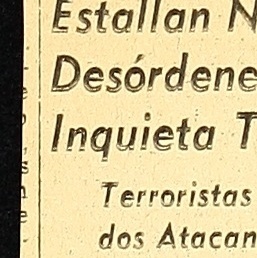 Estallan N
Desórdene
Inquieta T
Terroristas
dos Atacan